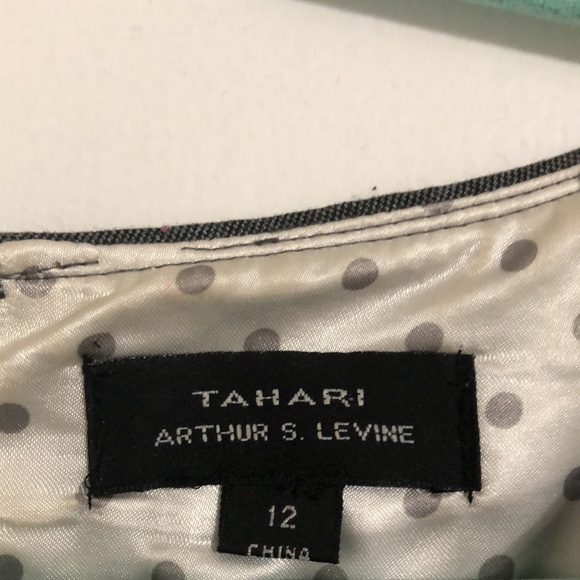 TAHARI
ARTHUR S. LEVINE
12
CHINA